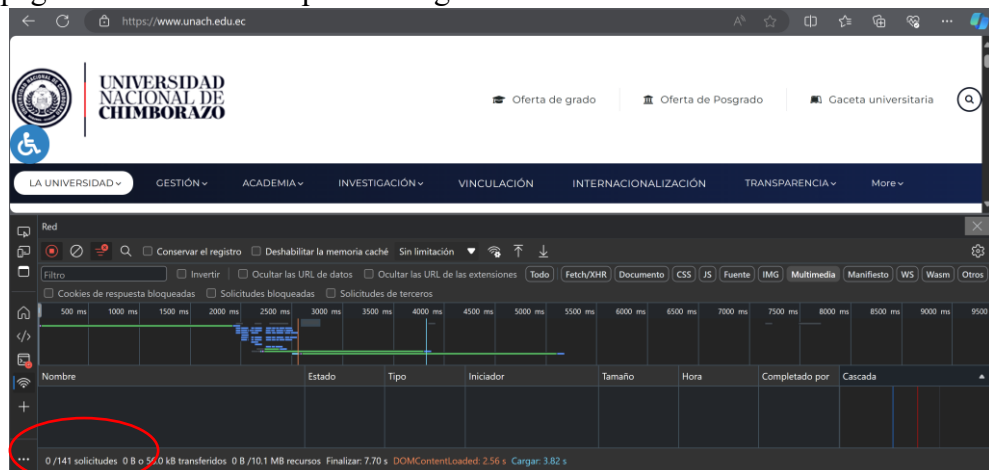 https://www.unach.edu.ec
UNIVERSIDAD
NACIONAL DE
CHIMBORAZO
Oferta de grado
Oferta de Posgrado
Gaceta universitaria
LA UNIVERSIDAD
GESTIÓN
ACADEMIA
INVESTIGACIÓN
VINCULACIÓN
INTERNACIONALIZACIÓN
TRANSPARENCIA
More
Red
Conservar el registro
Deshabilitar la memoria caché
Sin limitación
Filtro
Invertir
Ocultar las URL de datos
Ocultar las URL de las extensiones
Todo
Fetch/XHR
Documento
CSS
JS
Fuente
IMG
Multimedia
Manifiesto
WS
Wasm
Otros
Cookies de respuesta bloqueadas
Solicitudes bloqueadas
Solicitudes de terceros
500 ms 1000 ms 1500 ms 2000 ms 2500 ms 3000 ms 3500 ms 4000 ms 4500 ms 5000 ms 5500 ms 6000 ms 6500 ms 7000 ms 7500 ms 8000 ms 8500 ms 9000 ms 9500
Nombre Estado Tipo Iniciador Tamaño Hora Completado por Cascada
0 /141 solicitudes 0 B o kB transferidos 0 B /10.1 MB recursos Finalizar: 7.70 s DOMContentLoaded: 2.56 s Cargar: 3.82 s